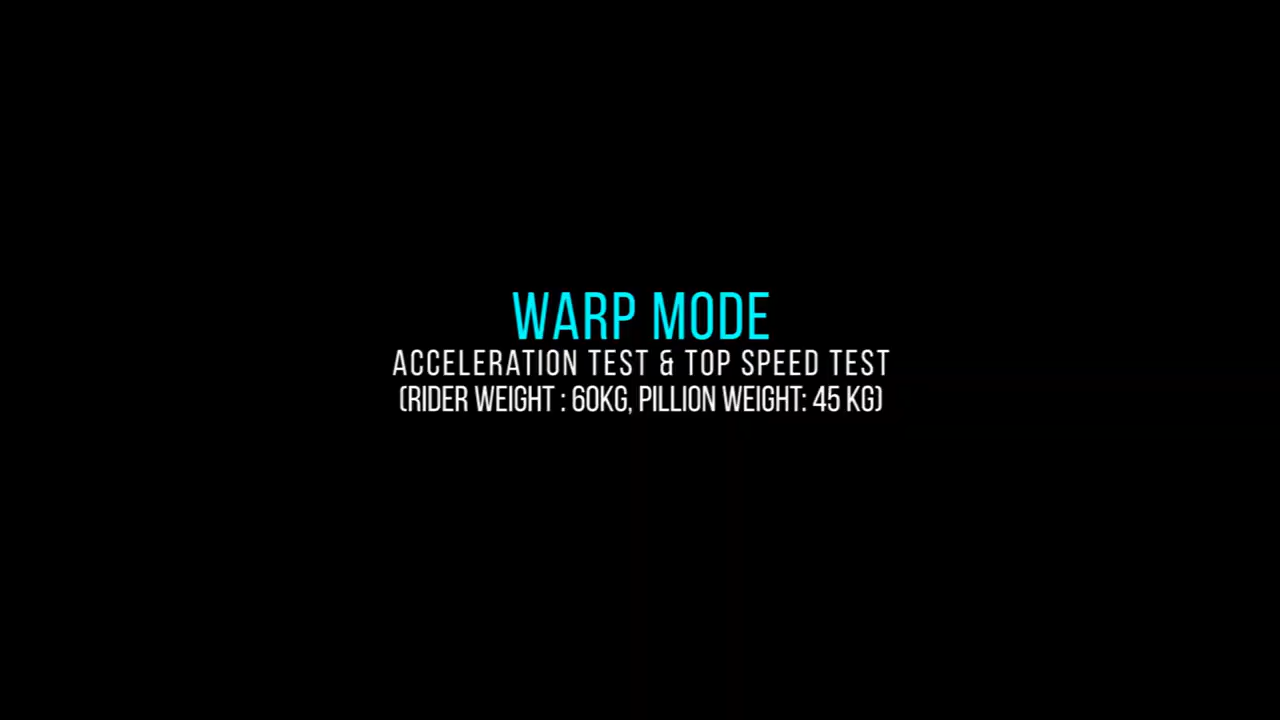 WARP MODE
ACCELERATION TEST & TOP SPEED TEST
(RIDER WEIGHT : 60KG, PILLION WEIGHT: 45 KG)